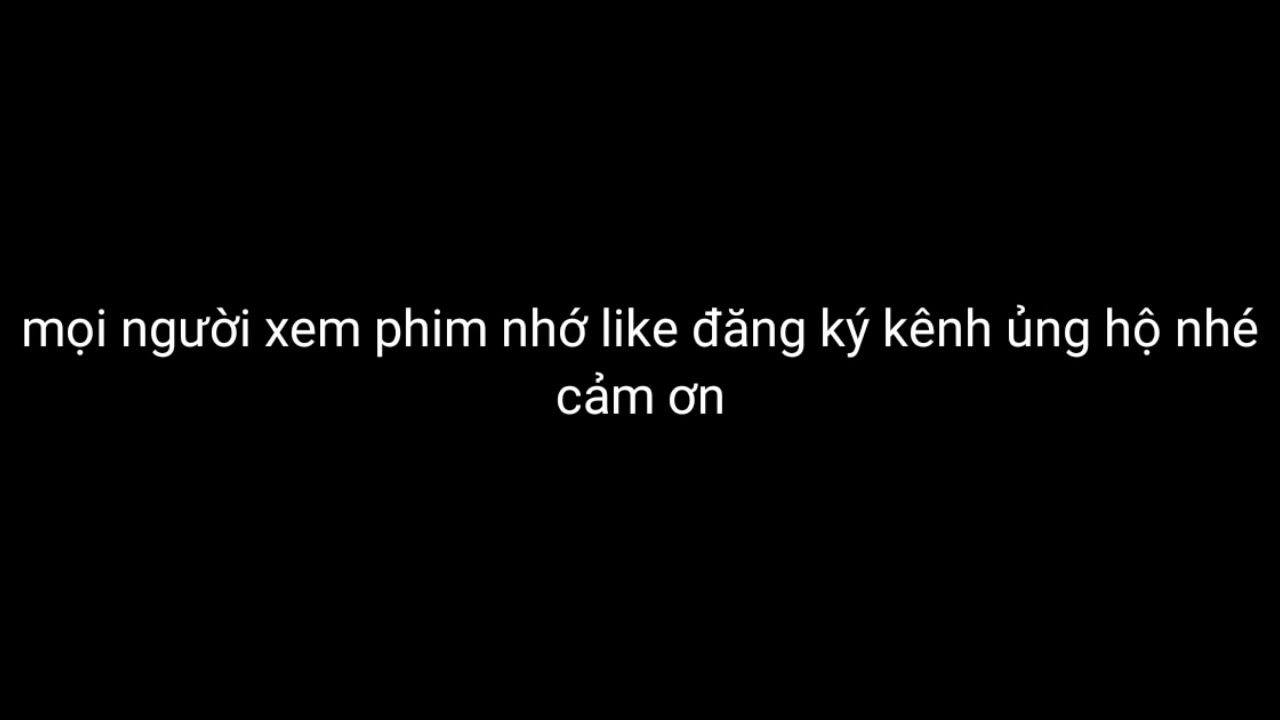 mọi người xem phim nhớ like đăng ký kênh ủng hộ nhé
cảm ơn